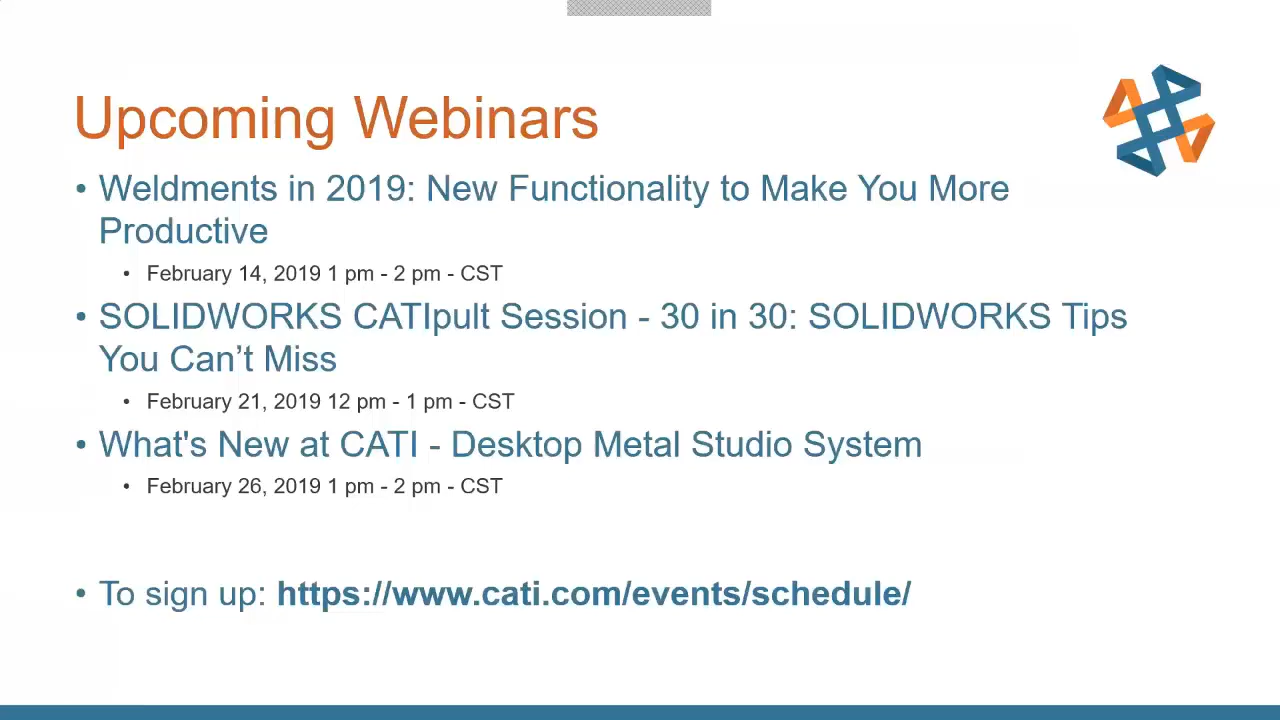 Upcoming Webinars
• Weldments in 2019: New Functionality to Make You More
Productive
• February 14, 2019 1 pm - 2 pm - CST
• SOLIDWORKS CATIpult Session - 30 in 30: SOLIDWORKS Tips
You Can’t Miss
• February 21, 2019 12 pm - 1 pm - CST
• What's New at CATI - Desktop Metal Studio System
• February 26, 2019 1 pm - 2 pm - CST
• To sign up: https://www.cati.com/events/schedule/